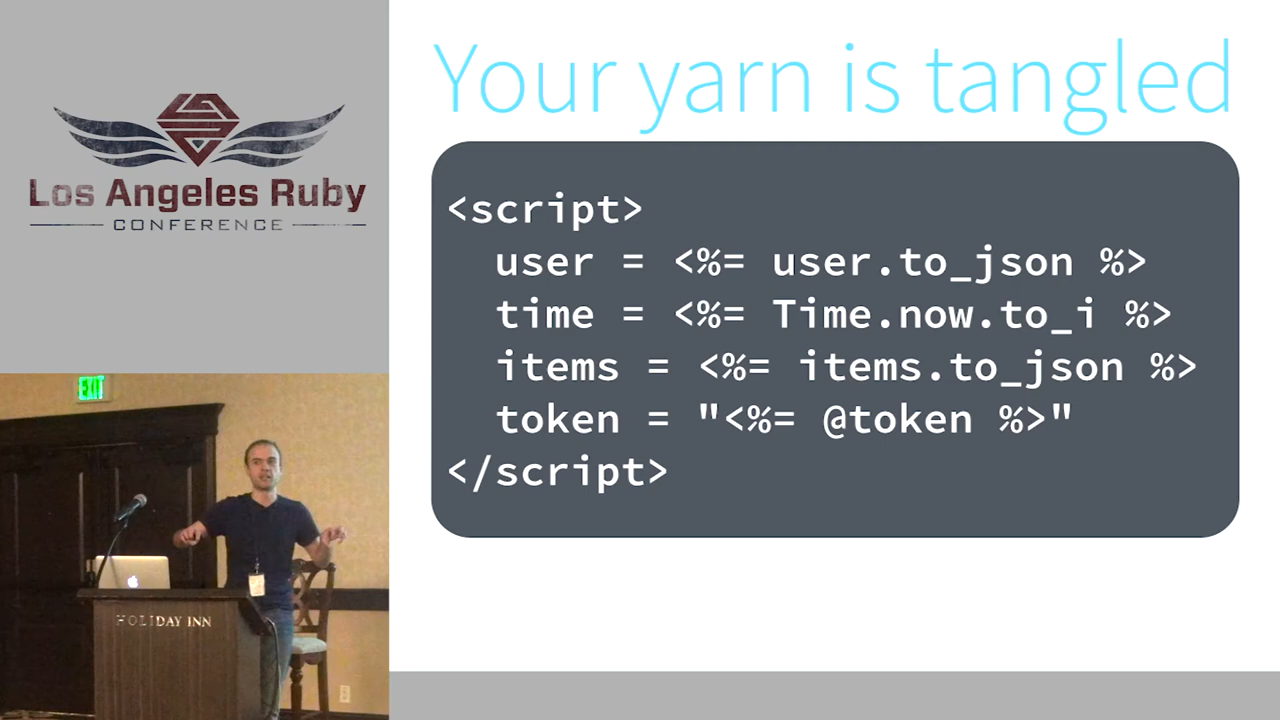 Los Angeles Ruby
CONFERENCE
EXIT
HOLIDAY INN
Your yarn is tangled
<script>
  user = <%= user.to_json %>
  time = <%= Time.now.to_i %>
  items = <%= items.to_json %>
  token = "<%= @token %>"
</script>